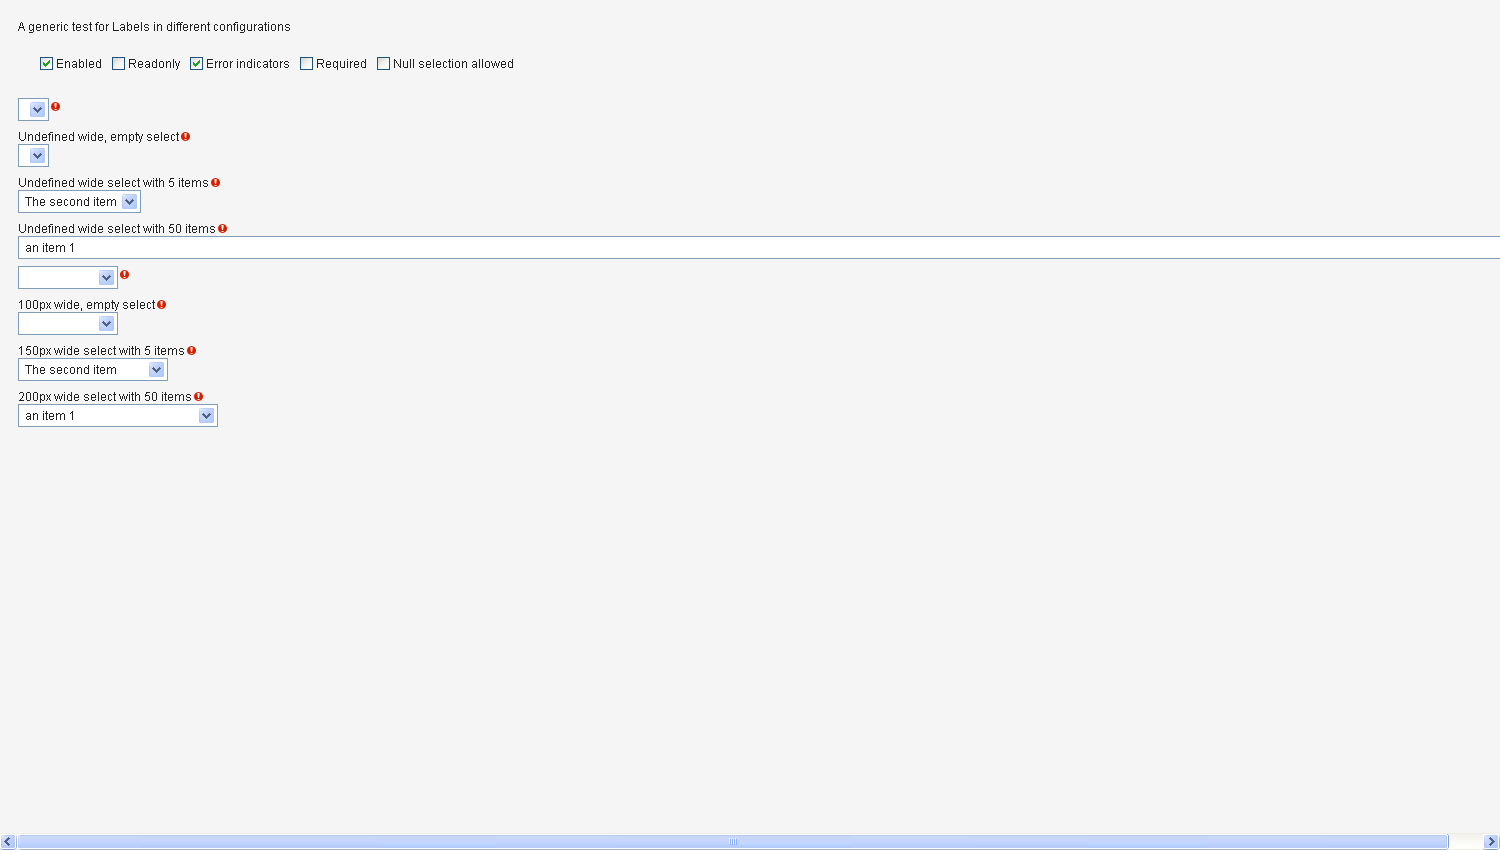 A generic test for Labels in different configurations
Enabled Readonly Error indicators Required Null selection allowed
Undefined wide, empty select
Undefined wide select with 5 items
The second item
Undefined wide select with 50 items
an item 1
100px wide, empty select
150px wide select with 5 items
The second item
200px wide select with 50 items
an item 1